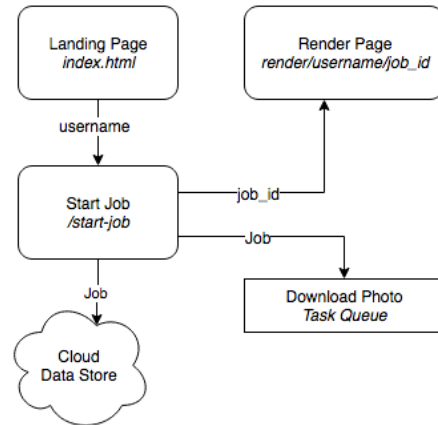 Landing Page
index.html
Render Page
render/username/job_id
username
Start Job
/start-job
job_id
Job
Job
Download Photo
Task Queue
Cloud
Data Store